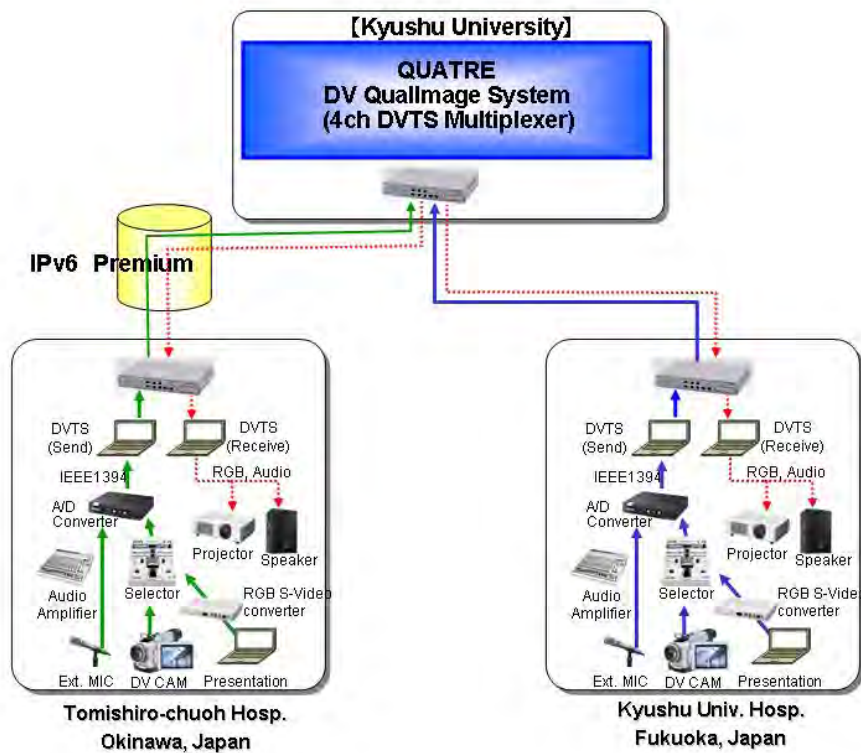 【Kyushu University】
QUATRE
DV QualImage System
(4ch DVTS Multiplexer)
IPv6 Premium
DVTS
(Send)
DVTS
(Receive)
IEEE1394
RGB, Audio
A/D
Converter
Projector
Speaker
Audio
Amplifier
Selector
RGB S-Video
converter
Ext. MIC
DV CAM
Presentation
Tomishiro-chuoh Hosp.
Okinawa, Japan
DVTS
(Send)
DVTS
(Receive)
IEEE1394
RGB, Audio
A/D
Converter
Projector
Speaker
Audio
Amplifier
Selector
RGB S-Video
converter
Ext. MIC
DV CAM
Presentation
Kyushu Univ. Hosp.
Fukuoka, Japan